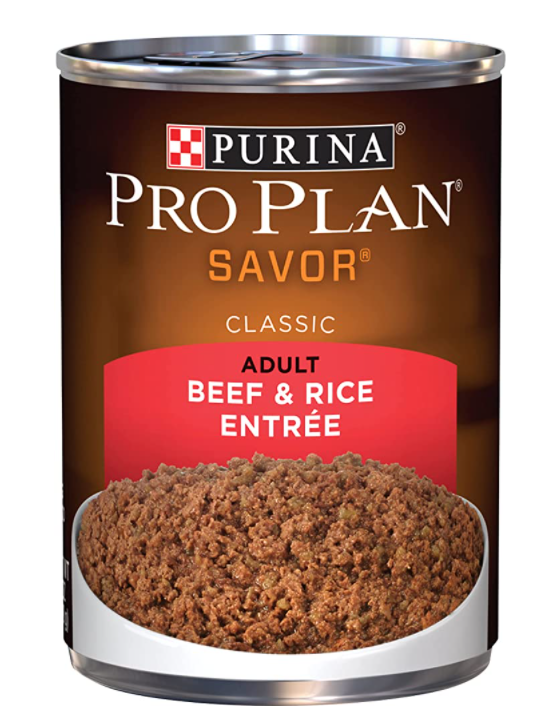 PURINA®
PRO PLAN®
SAVOR®
CLASSIC
ADULT
BEEF & RICE
ENTRÉE